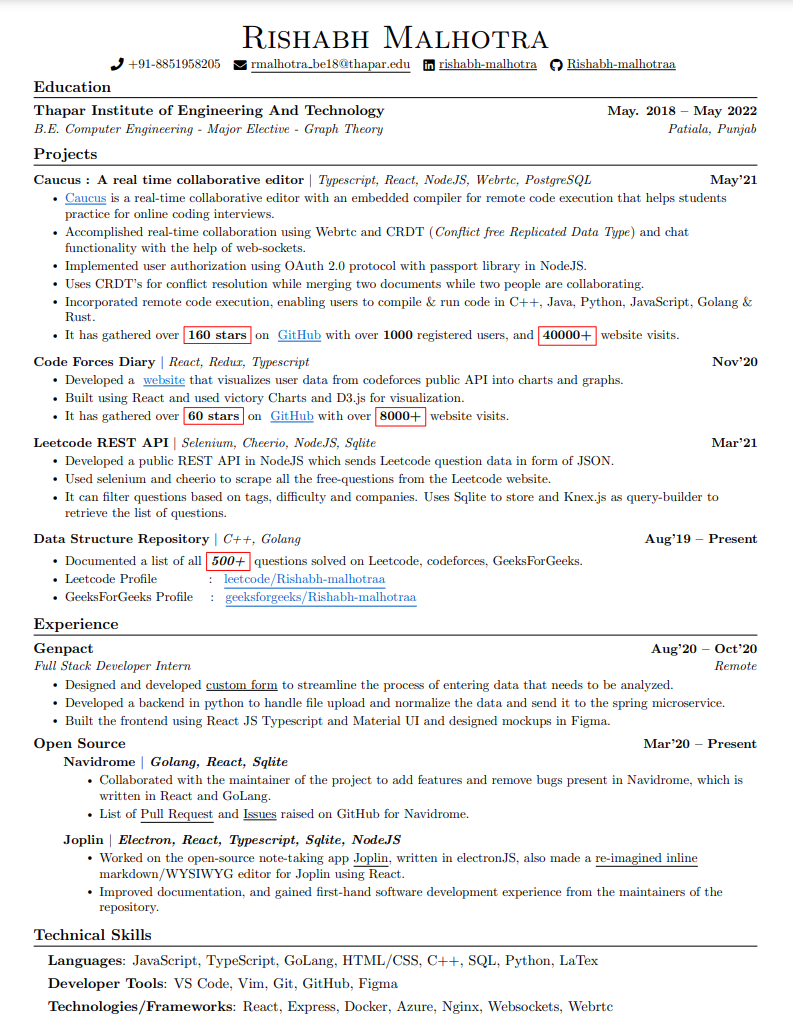 Rishabh Malhotra
+91-8851958205 rmalhotra_be18@thapar.edu rishabh-malhotra Rishabh-malhotraa
Education
Thapar Institute of Engineering And Technology May. 2018 – May 2022
B.E. Computer Engineering - Major Elective - Graph Theory Patiala, Punjab
Projects
Caucus : A real time collaborative editor | Typescript, React, NodeJS, Webrtc, PostgreSQL May'21
• Caucus is a real-time collaborative editor with an embedded compiler for remote code execution that helps students
practice for online coding interviews.
• Accomplished real-time collaboration using Webrtc and CRDT (Conflict free Replicated Data Type) and chat
functionality with the help of web-sockets.
• Implemented user authorization using OAuth 2.0 protocol with passport library in NodeJS.
• Uses CRDT's for conflict resolution while merging two documents while two people are collaborating.
• Incorporated remote code execution, enabling users to compile & run code in C++, Java, Python, JavaScript, Golang &
Rust.
• It has gathered over 160 stars on GitHub with over 1000 registered users, and 40000+ website visits.
Code Forces Diary | React, Redux, Typescript Nov'20
• Developed a website that visualizes user data from codeforces public API into charts and graphs.
• Built using React and used victory Charts and D3.js for visualization.
• It has gathered over 60 stars on GitHub with over 8000+ website visits.
Leetcode REST API | Selenium, Cheerio, NodeJS, Sqlite Mar'21
• Developed a public REST API in NodeJS which sends Leetcode question data in form of JSON.
• Used selenium and cheerio to scrape all the free-questions from the Leetcode website.
• It can filter questions based on tags, difficulty and companies. Uses Sqlite to store and Knex.js as query-builder to
retrieve the list of questions.
Data Structure Repository | C++, Golang Aug'19 – Present
• Documented a list of all 500+ questions solved on Leetcode, codeforces, GeeksForGeeks.
• Leetcode Profile : leetcode/Rishabh-malhotraa
• GeeksForGeeks Profile : geeksforgeeks/Rishabh-malhotraa
Experience
Genpact Aug'20 – Oct'20
Full Stack Developer Intern Remote
• Designed and developed custom form to streamline the process of entering data that needs to be analyzed.
• Developed a backend in python to handle file upload and normalize the data and send it to the spring microservice.
• Built the frontend using React JS Typescript and Material UI and designed mockups in Figma.
Open Source Mar'20 – Present
Navidrome | Golang, React, Sqlite
• Collaborated with the maintainer of the project to add features and remove bugs present in Navidrome, which is
written in React and GoLang.
• List of Pull Request and Issues raised on GitHub for Navidrome.
Joplin | Electron, React, Typescript, Sqlite, NodeJS
• Worked on the open-source note-taking app Joplin, written in electronJS, also made a re-imagined inline
markdown/WYSIWYG editor for Joplin using React.
• Improved documentation, and gained first-hand software development experience from the maintainers of the
repository.
Technical Skills
Languages: JavaScript, TypeScript, GoLang, HTML/CSS, C++, SQL, Python, LaTex
Developer Tools: VS Code, Vim, Git, GitHub, Figma
Technologies/Frameworks: React, Express, Docker, Azure, Nginx, Websockets, Webrtc